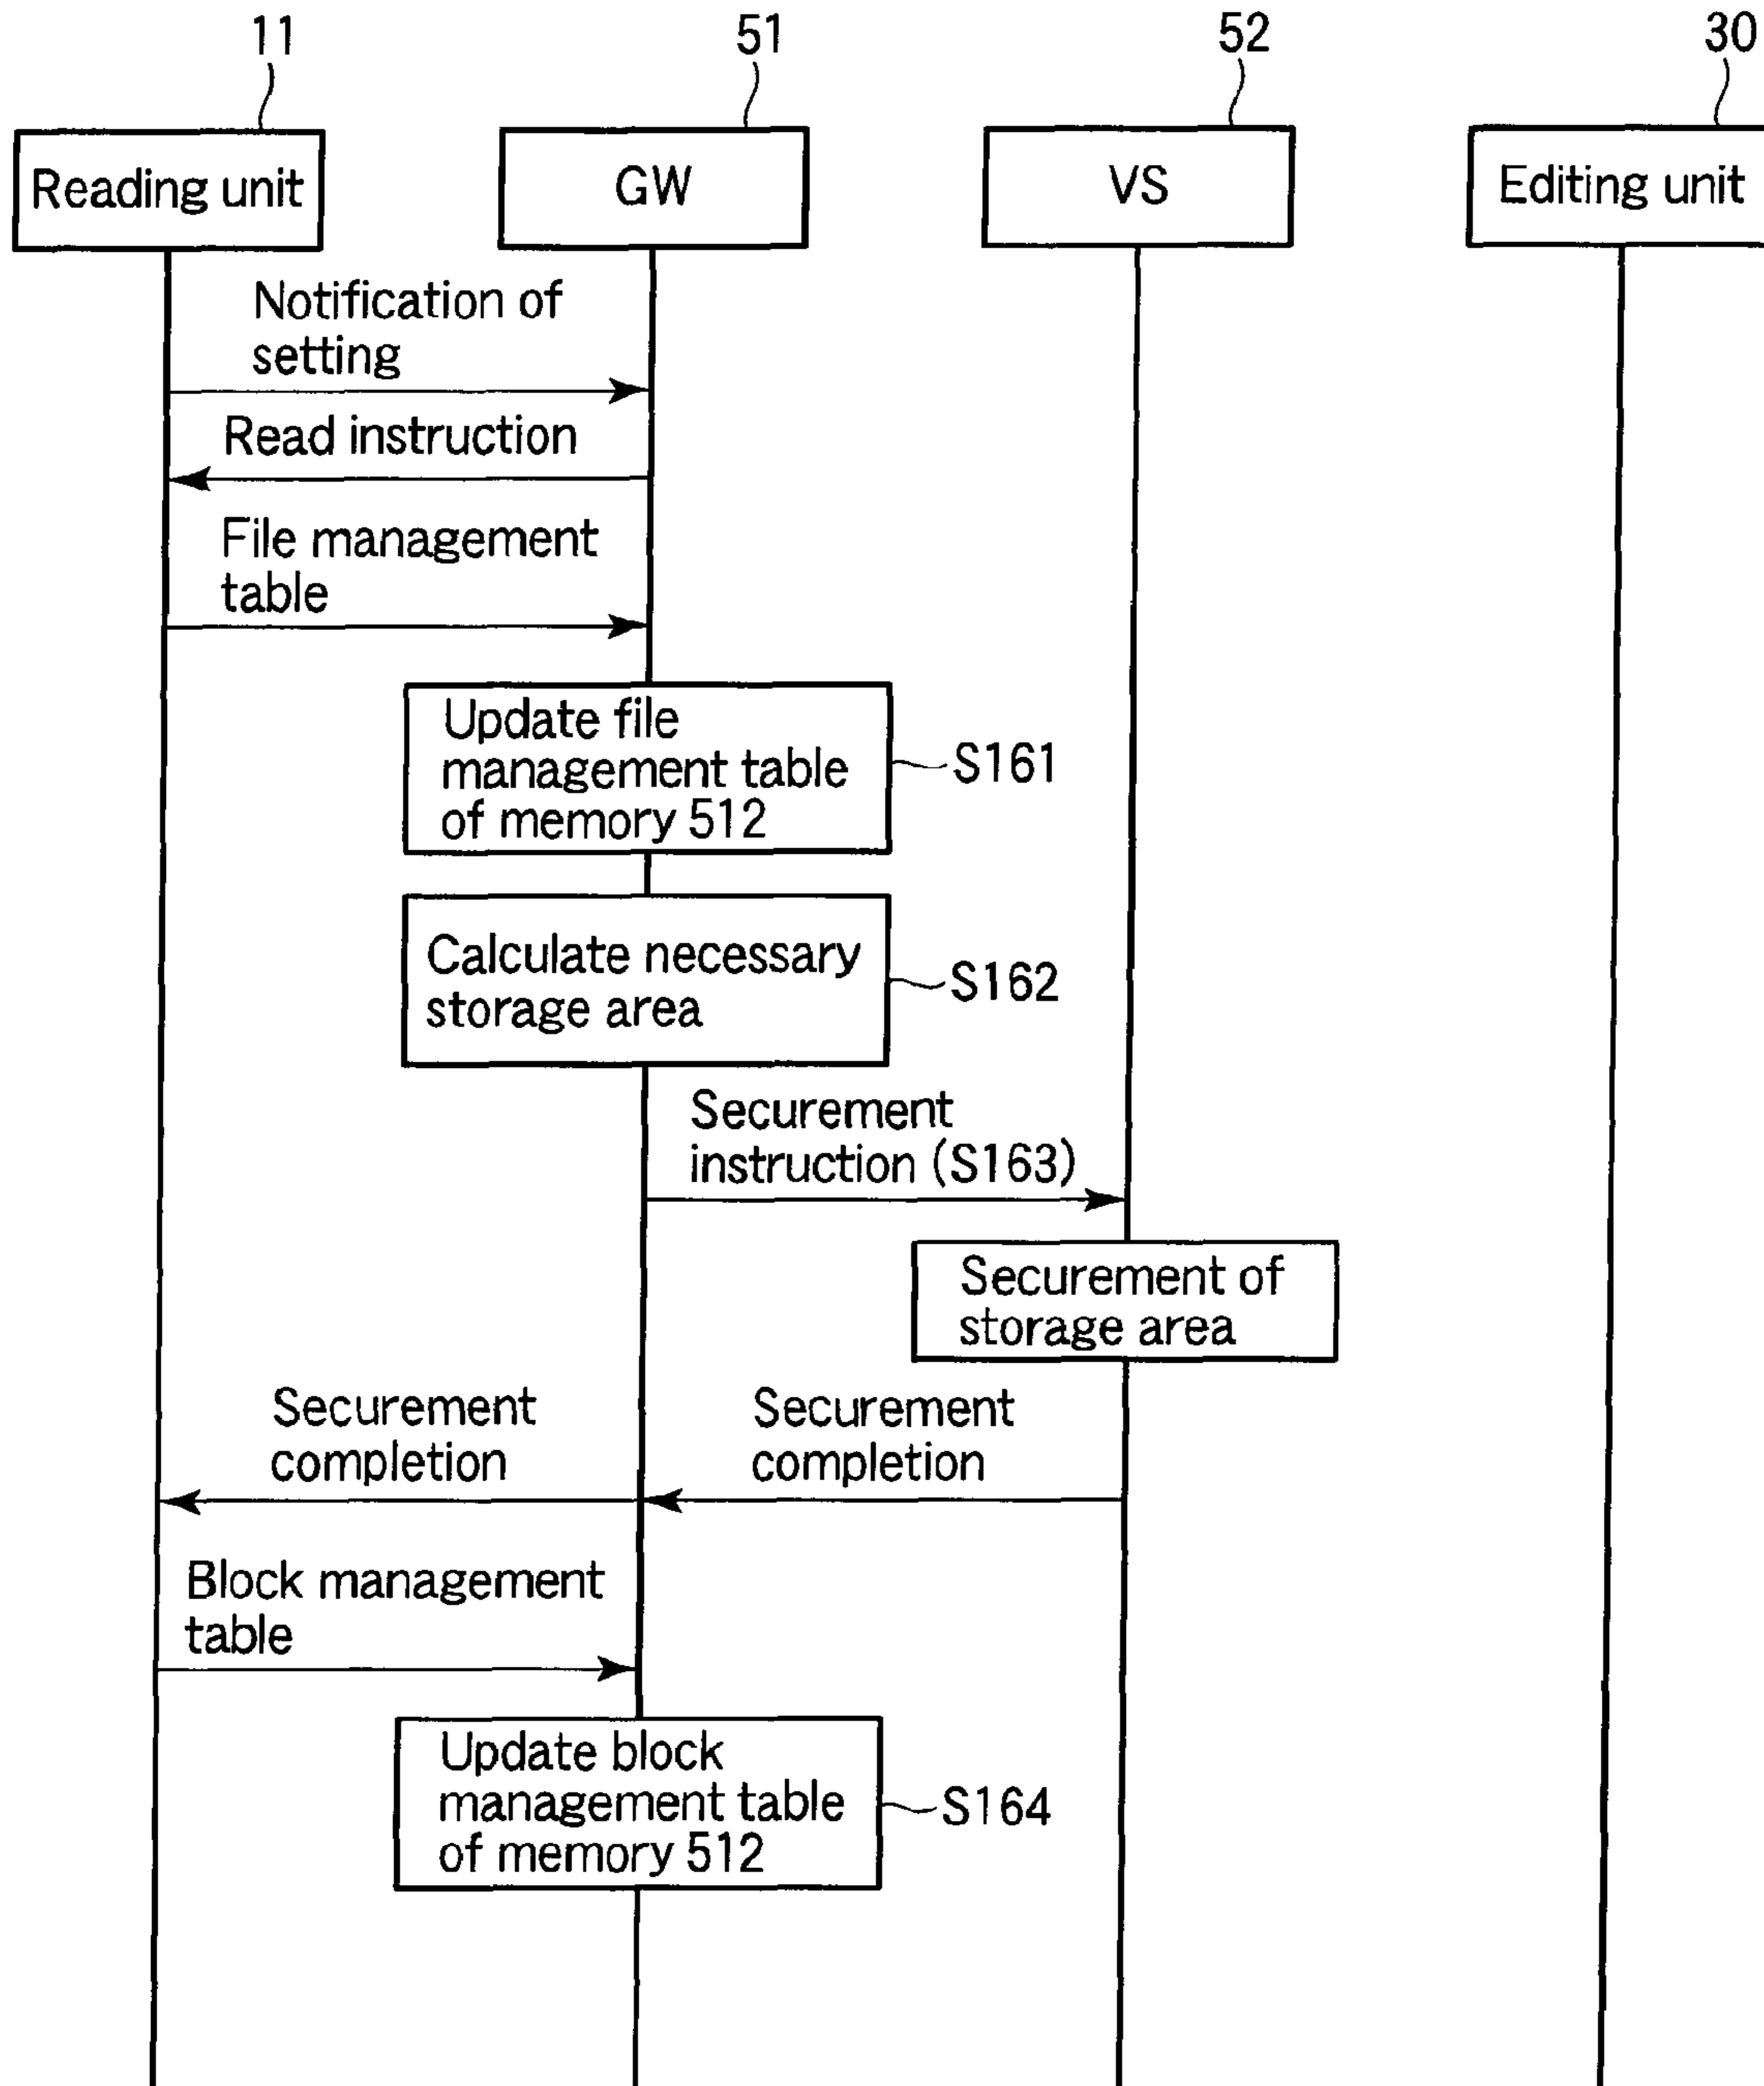 11
51
52
30
Reading unit
GW
VS
Editing unit
Notification of
setting
Read instruction
File management
table
Update file
management table
of memory 512
S161
Calculate necessary
storage area
S162
Securement
instruction (S163)
Securement of
storage area
Securement
completion
Securement
completion
Block management
table
Update block
management table
of memory 512
S164